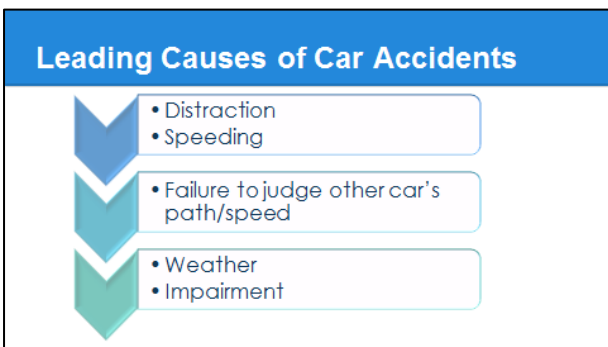 Leading Causes of Car Accidents
• Distraction
• Speeding
• Failure to judge other car's
path/speed
• Weather
• Impairment